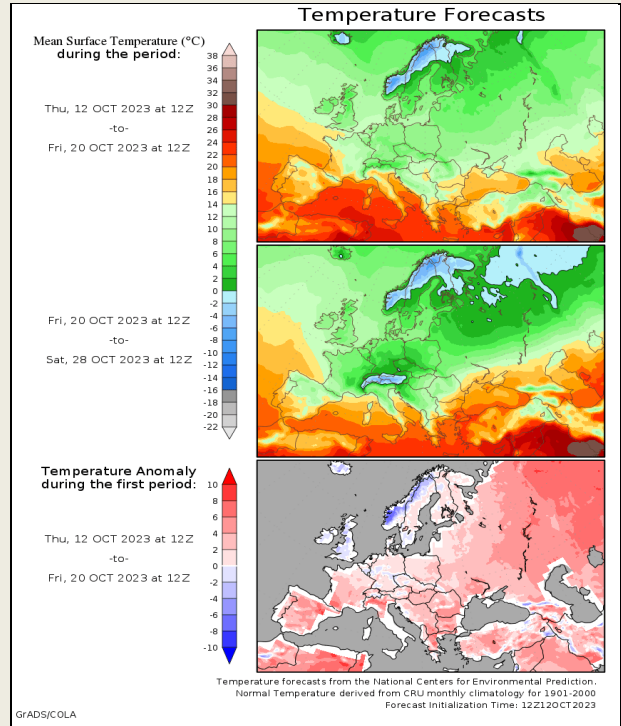 Temperature Forecasts
Mean Surface Temperature (°C)
during the period:
Thu, 12 OCT 2023 at 12Z
-to-
Fri, 20 OCT 2023 at 12Z
38
36
34
32
30
28
26
24
22
20
18
16
14
12
10
8
6
4
2
0
-2
-4
-6
-8
-10
-12
-14
-16
-18
-20
-22
Fri, 20 OCT 2023 at 12Z
-to-
Sat, 28 OCT 2023 at 12Z
Temperature Anomaly
during the first period:
Thu, 12 OCT 2023 at 12Z
-to-
Fri, 20 OCT 2023 at 12Z
10
8
6
4
2
0
-2
-4
-6
-8
-10
Temperature forecasts from the National Centers for Environmental Prediction.
Normal Temperature derived from CRU monthly climatology for 1901-2000
Forecast Initialization Time: 12Z12OCT2023
GrADS/COLA